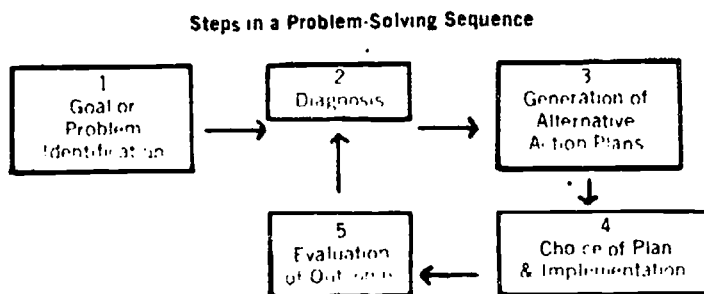 Steps in a Problem-Solving Sequence
1
Goal or
Problem
Identification
2
Diagnosis
3
Generation of
Alternative
Action Plans
4
Choice of Plan
& Implementation
5
Evaluation
of Outcomes